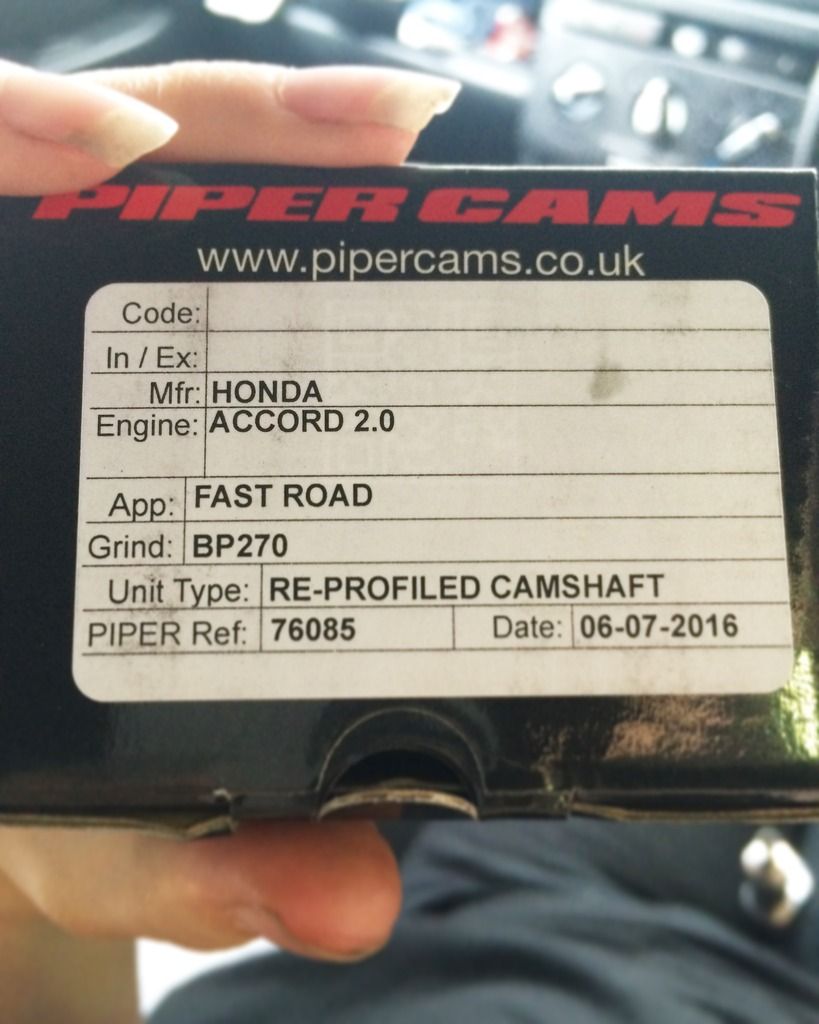 PIPER CAMS
www.pipercams.co.uk
Code:
In / Ex:
Mfr: HONDA
Engine: ACCORD 2.0
App: FAST ROAD
Grind: BP270
Unit Type: RE-PROFILED CAMSHAFT
PIPER Ref: 76085 Date: 06-07-2016